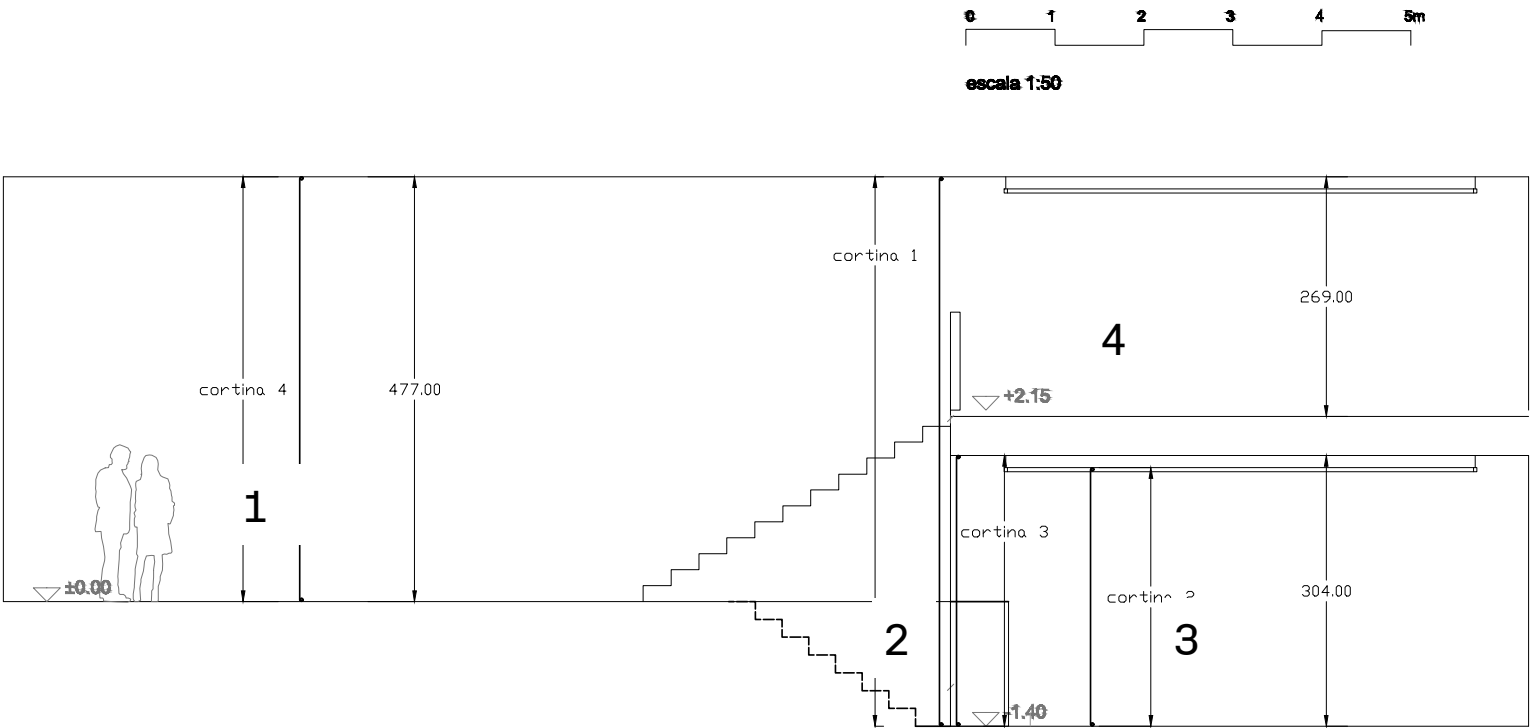 0 1 2 3 4 5m
escala 1:50
cortina 1
269.00
4
cortina 4
477.00
+2.15
1
cortina 3
±0.00
304.00
2
3
-1.40